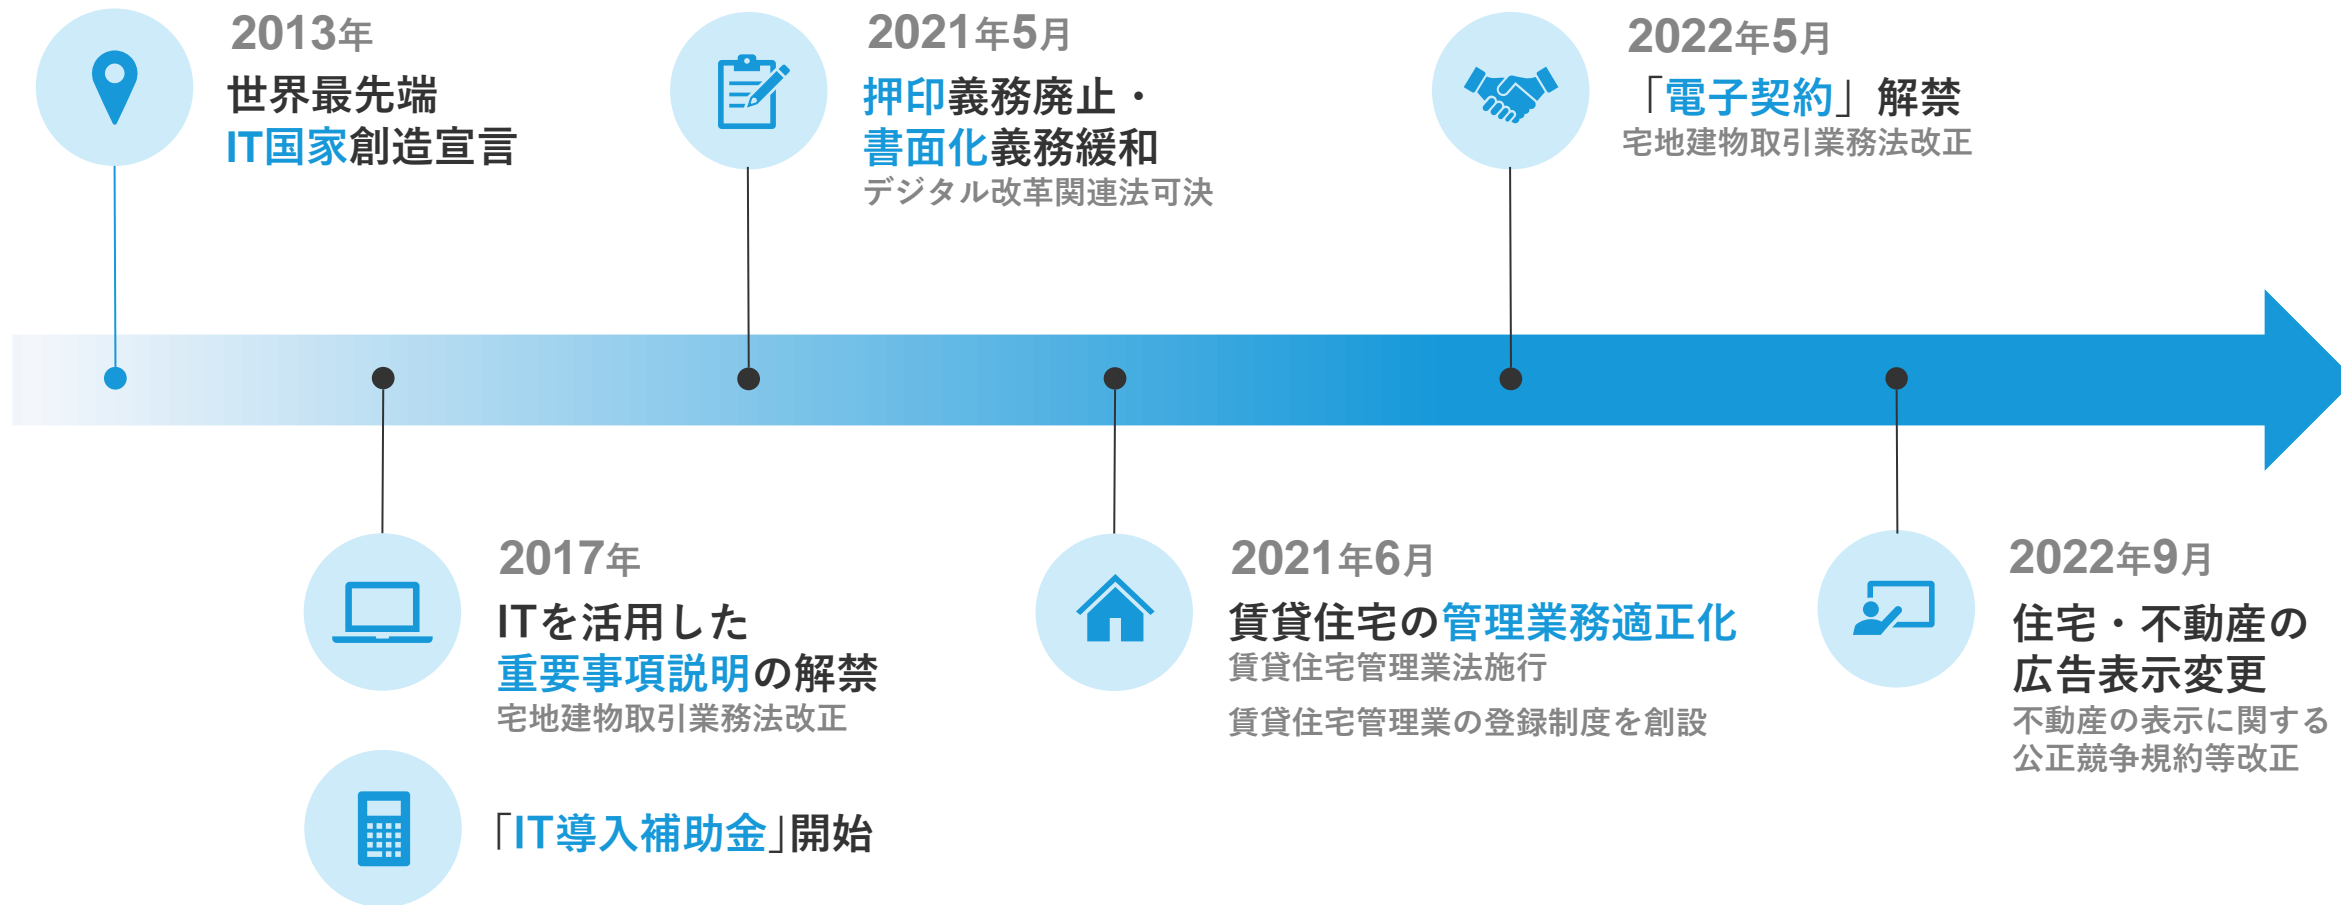 2013年
世界最先端
IT国家創造宣言
2021年5月
押印義務廃止・
書面化義務緩和
デジタル改革関連法可決
2022年5月
「電子契約」解禁
宅地建物取引業務法改正
2017年
ITを活用した
重要事項説明の解禁
宅地建物取引業務法改正
「IT導入補助金」開始
2021年6月
賃貸住宅の管理業務適正化
賃貸住宅管理業法施行
賃貸住宅管理業の登録制度を創設
2022年9月
住宅・不動産の
広告表示変更
不動産の表示に関する
公正競争規約等改正